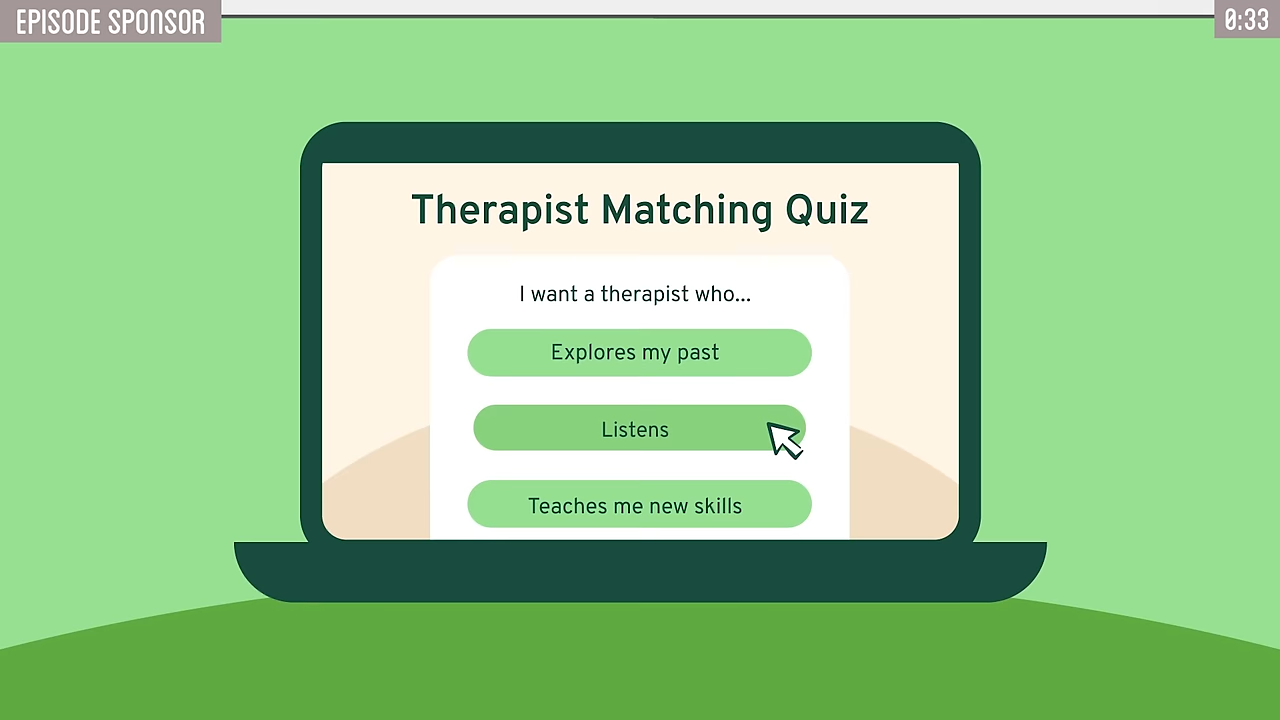 EPISODE SPONSOR
0:33
Therapist Matching Quiz
I want a therapist who...
Explores my past
Listens
Teaches me new skills